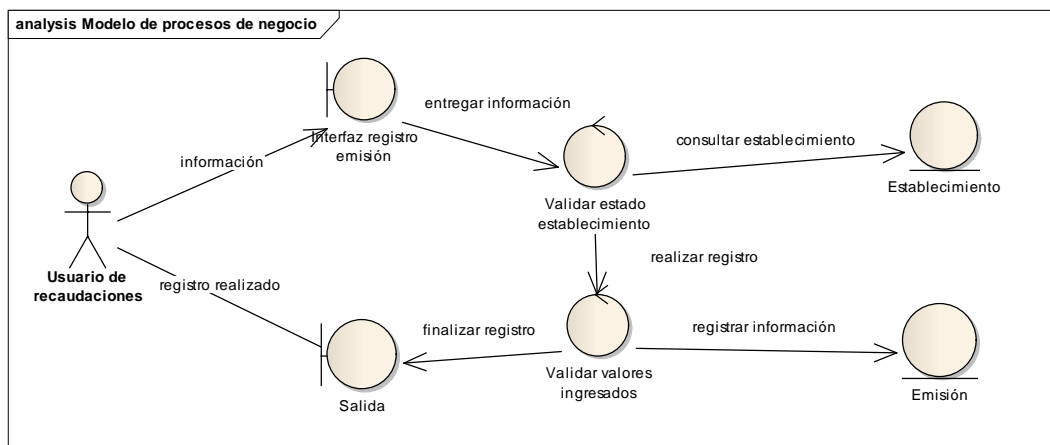 analysis Modelo de procesos de negocio
Interfaz registro
emisión
entregar información
consultar establecimiento
información
Establecimiento
Validar estado
establecimiento
Usuario de
recaudaciones
realizar registro
registro realizado
finalizar registro
registrar información
Validar valores
ingresados
Salida
Emisión